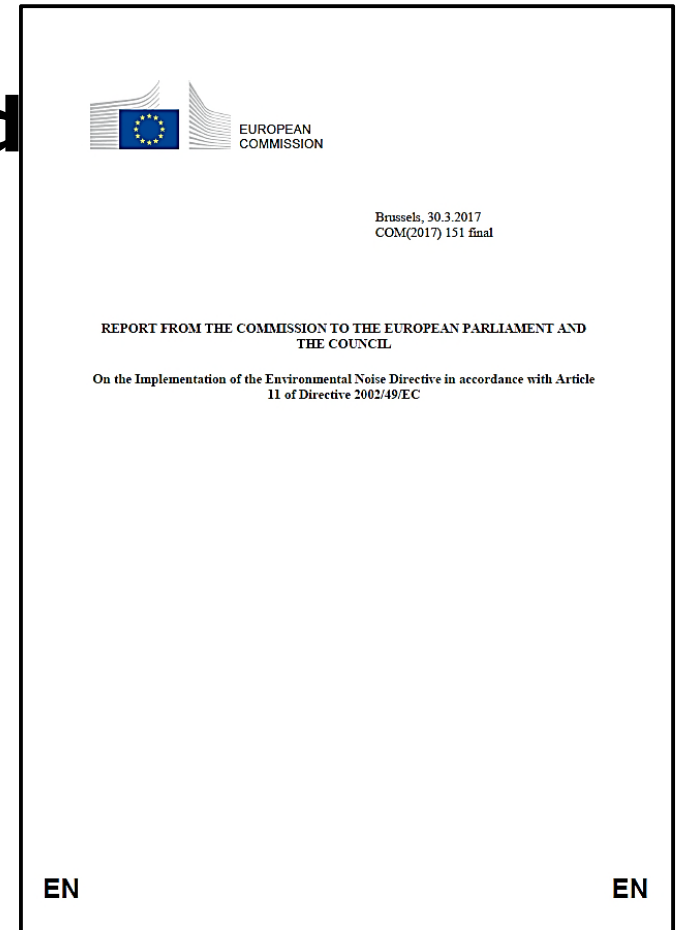 d
EUROPEAN
COMMISSION
Brussels, 30.3.2017
COM(2017) 151 final
REPORT FROM THE COMMISSION TO THE EUROPEAN PARLIAMENT AND
THE COUNCIL
On the Implementation of the Environmental Noise Directive in accordance with Article
11 of Directive 2002/49/EC
EN EN